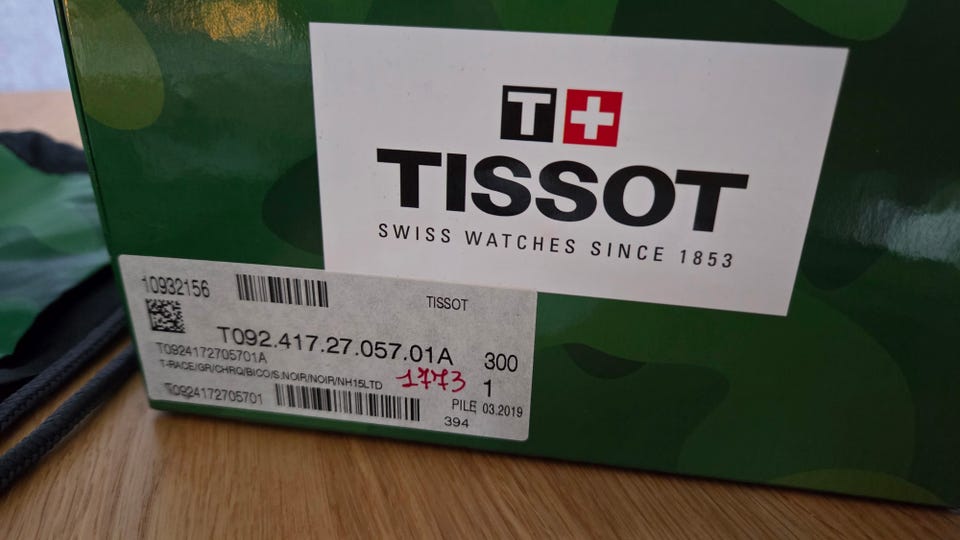 T+
TISSOT
SWISS WATCHES SINCE 1853
10932156
TISSOT
T092.417.27.057.01A
300
T0924172705701A
T-RACE/GR/CHRQ/BICO/S.NOIR/NOIR/NH15LTD
1773
1
T0924172705701
PILE 03.2019
394